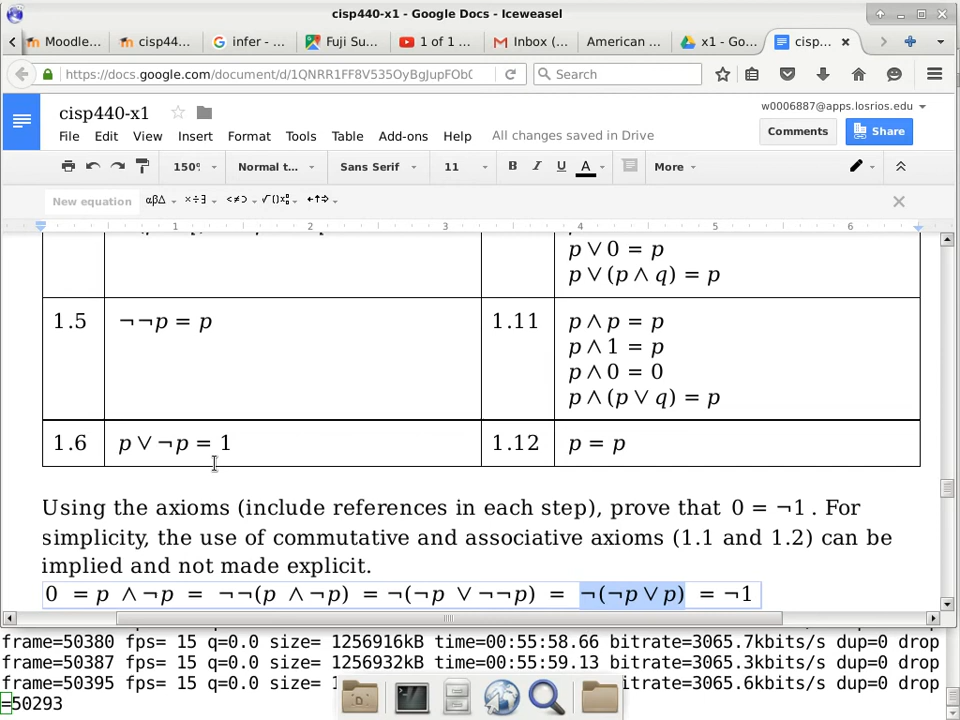 cisp440-x1 - Google Docs - Iceweasel
Moodle... cisp44... infer - ... Fuji Su... 1 of 1 ... Inbox (... American ... x1 - Go... cisp...
https://docs.google.com/document/d/1QNRR1FF8V535OyBgJupFOb( Search
cisp440-x1 w0006887@apps.losrios.edu
File Edit View Insert Format Tools Table Add-ons Help All changes saved in Drive Comments Share
150% Normal t... Sans Serif 11 B I U A More
New equation αβΔ ×÷∃ <≠> √()x
1 2 3 4 5 6
p ∨ 0 = p
p ∨ (p ∧ q) = p
1.5 ¬¬p = p 1.11 p ∧ p = p
p ∧ 1 = p
p ∧ 0 = 0
p ∧ (p ∨ q) = p
1.6 p ∨ ¬p = 1 1.12 p = p
Using the axioms (include references in each step), prove that 0 = ¬1 . For
simplicity, the use of commutative and associative axioms (1.1 and 1.2) can be
implied and not made explicit.
0 = p ∧ ¬p = ¬¬(p ∧ ¬p) = ¬(¬p ∨ ¬¬p) = ¬(¬p ∨ p) = ¬1
frame=50380 fps= 15 q=0.0 size= 1256916kB time=00:55:58.66 bitrate=3065.7kbits/s dup=0 drop
frame=50387 fps= 15 q=0.0 size= 1256932kB time=00:55:59.13 bitrate=3065.3kbits/s dup=0 drop
frame=50395 fps= 15 q=0.0 size= 1 bitrate=3065.6kbits/s dup=0 drop
=50293